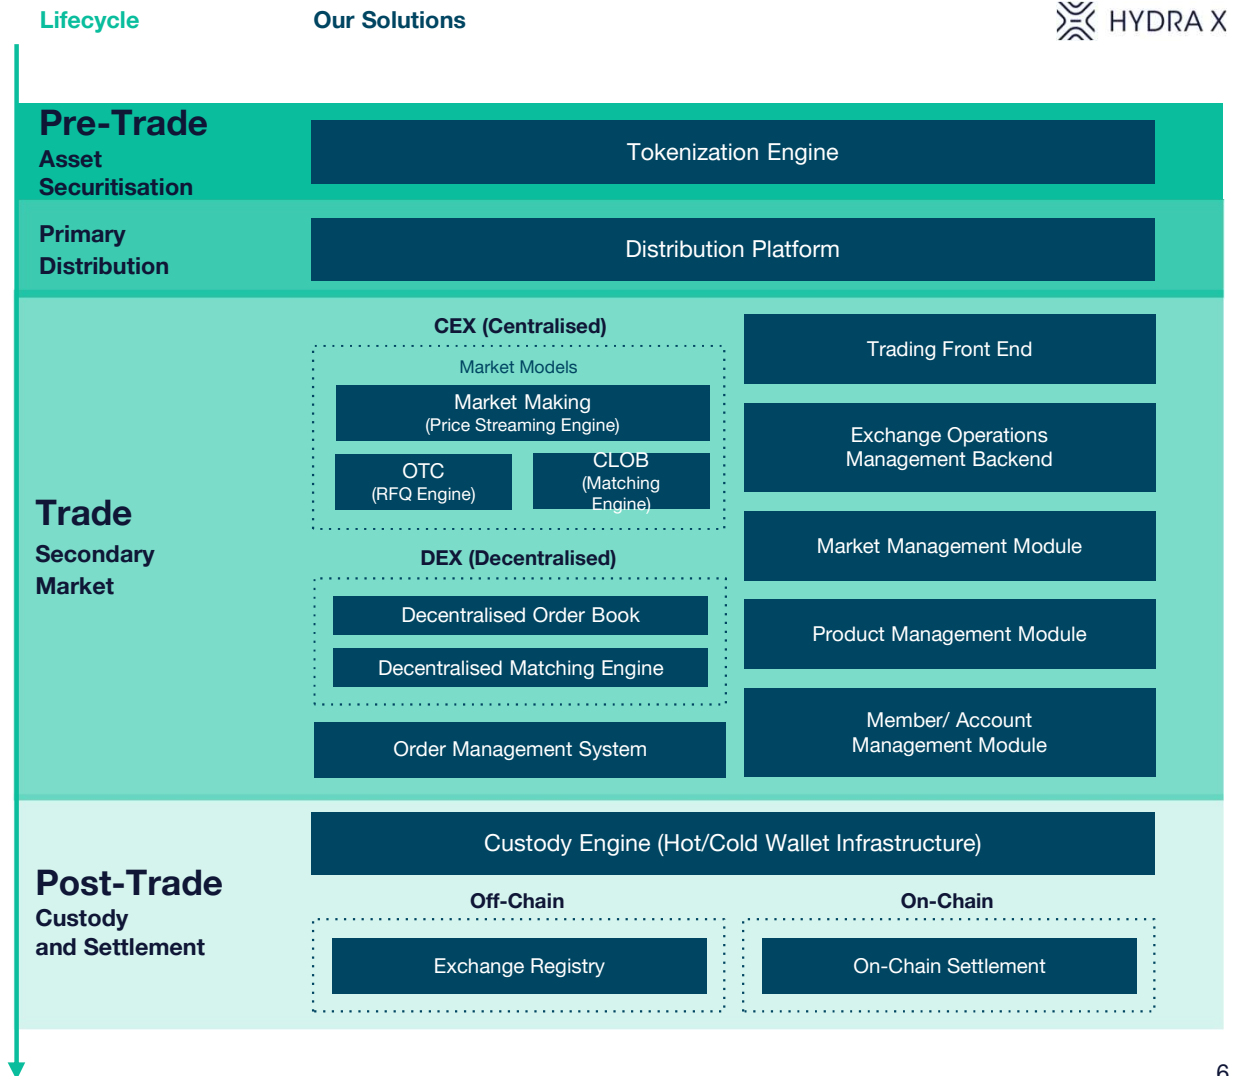 Lifecycle
Our Solutions
HYDRA X
Pre-Trade
Asset
Securitisation
Tokenization Engine
Primary
Distribution
Distribution Platform
Trade
Secondary
Market
CEX (Centralised)
Market Models
Market Making
(Price Streaming Engine)
OTC
(RFQ Engine)
CLOB
(Matching
Engine)
DEX (Decentralised)
Decentralised Order Book
Decentralised Matching Engine
Order Management System
Trading Front End
Exchange Operations
Management Backend
Market Management Module
Product Management Module
Member/ Account
Management Module
Post-Trade
Custody
and Settlement
Custody Engine (Hot/Cold Wallet Infrastructure)
Off-Chain
Exchange Registry
On-Chain
On-Chain Settlement
6